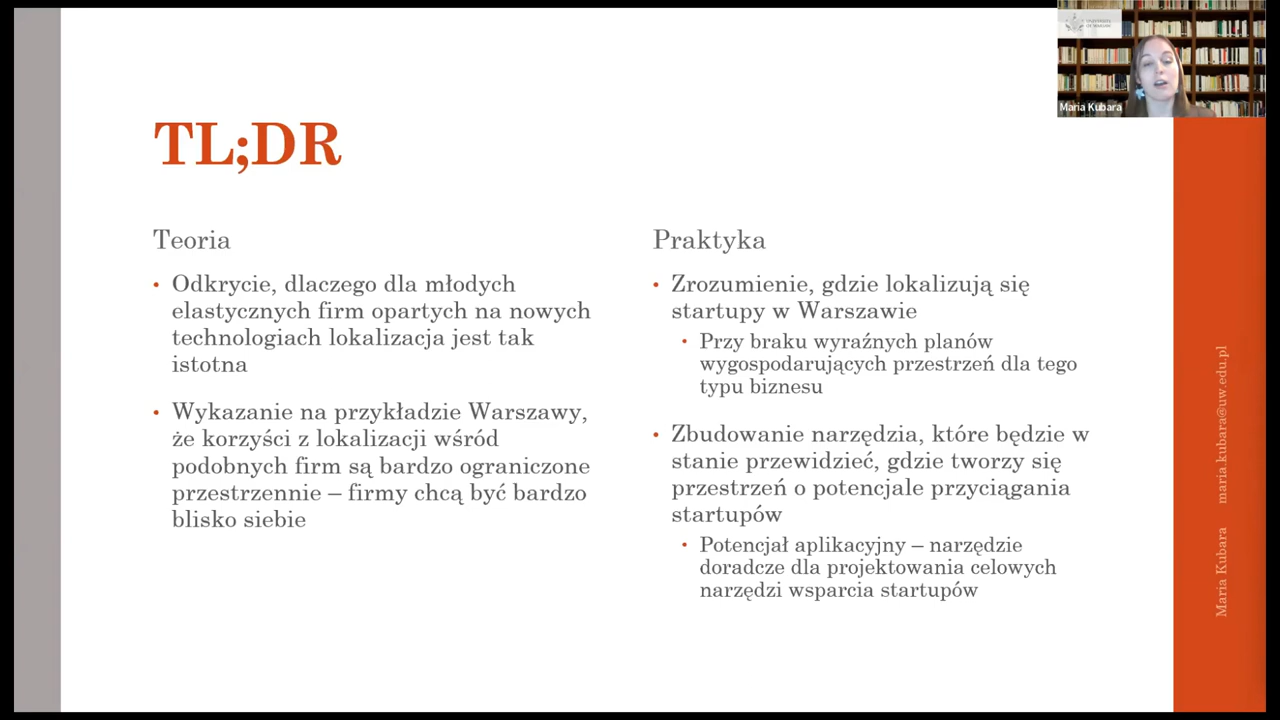 UNIVERSITY
OF WARSAW
Maria Kubara
TL;DR
Teoria
• Odkrycie, dlaczego dla młodych
elastycznych firm opartych na nowych
technologiach lokalizacja jest tak
istotna
• Wykazanie na przykładzie Warszawy,
że korzyści z lokalizacji wśród
podobnych firm są bardzo ograniczone
przestrzennie – firmy chcą być bardzo
blisko siebie
Praktyka
• Zrozumienie, gdzie lokalizują się
startupy w Warszawie
• Przy braku wyraźnych planów
wygospodarujących przestrzeń dla tego
typu biznesu
• Zbudowanie narzędzia, które będzie w
stanie przewidzieć, gdzie tworzy się
przestrzeń o potencjale przyciągania
startupów
• Potencjał aplikacyjny – narzędzie
doradcze dla projektowania celowych
narzędzi wsparcia startupów
Maria Kubara maria.kubara@uw.edu.pl